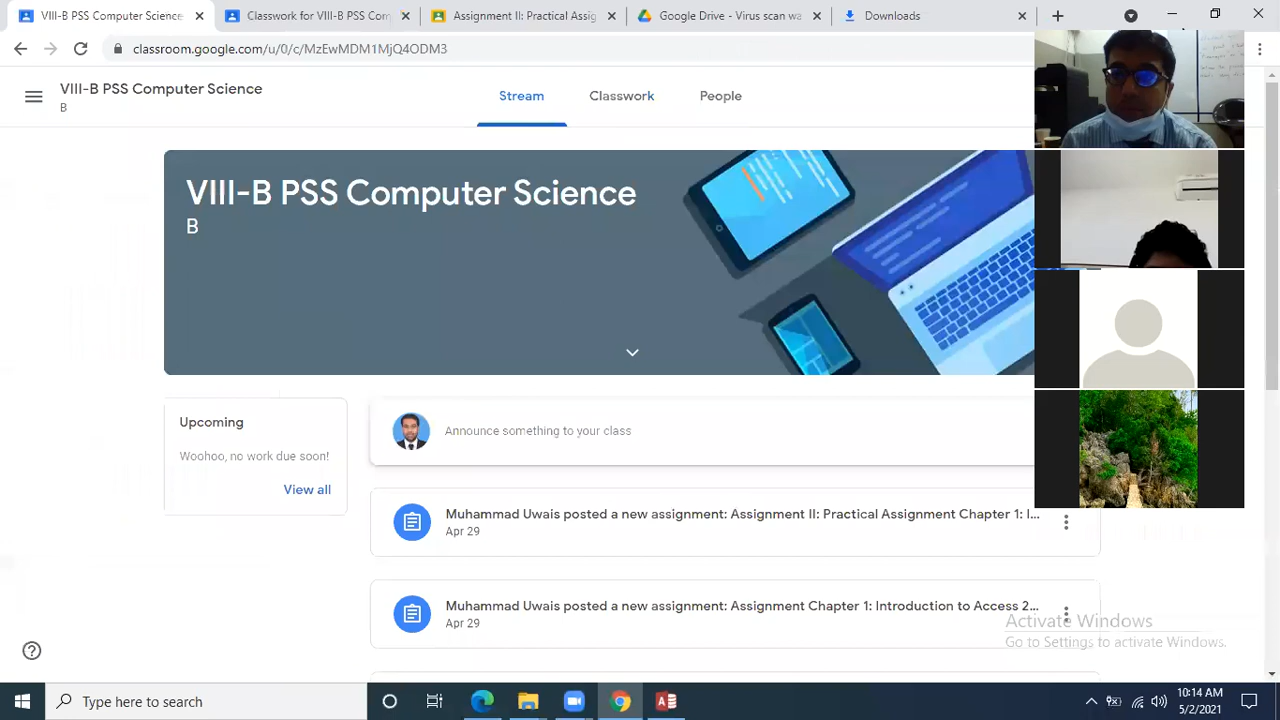 VIII-B PSS Computer Science
Classwork for VIII-PSS Com
Assignment II: Practical Assig
Google Drive - Virus scan wa
Downloads
classroom.google.com/u/0/c/MzEwMDM1MjQ4ODM3
VIII-B PSS Computer Science
B
Stream
Classwork
People
VIII-B PSS Computer Science
B
Upcoming
Woohoo, no work due soon!
View all
Announce something to your class
Muhammad Uwais posted a new assignment: Assignment II: Practical Assignment Chapter 1: I...
Apr 29
Muhammad Uwais posted a new assignment: Assignment Chapter 1: Introduction to Access 2...
Apr 29
Activate Windows
Go to Settings to activate Windows.
Type here to search
10:14 AM
5/2/2021